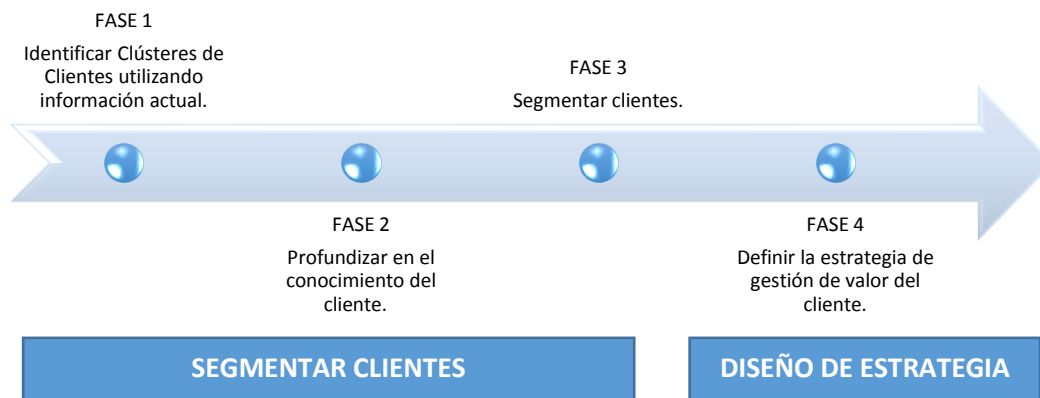 FASE 1
Identificar Clústeres de
Clientes utilizando
información actual.
FASE 2
Profundizar en el
conocimiento del
cliente.
FASE 3
Segmentar clientes.
FASE 4
Definir la estrategia de
gestión de valor del
cliente.
SEGMENTAR CLIENTES
DISEÑO DE ESTRATEGIA